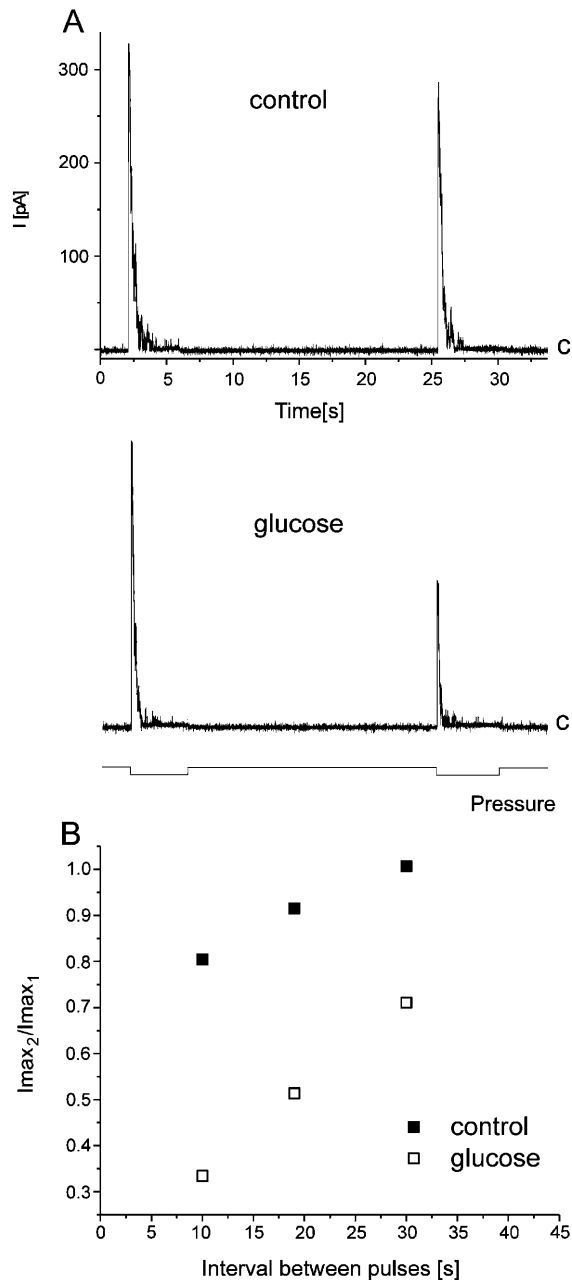 A
I [pA]
300
200
100
control
C
0 5 10 15 20 25 30
Time[s]
glucose
C
Pressure
B
Imax2/Imax1
1.0
0.9
0.8
0.7
0.6
0.5
0.4
0.3
control
glucose
0 5 10 15 20 25 30 35 40 45
Interval between pulses [s]